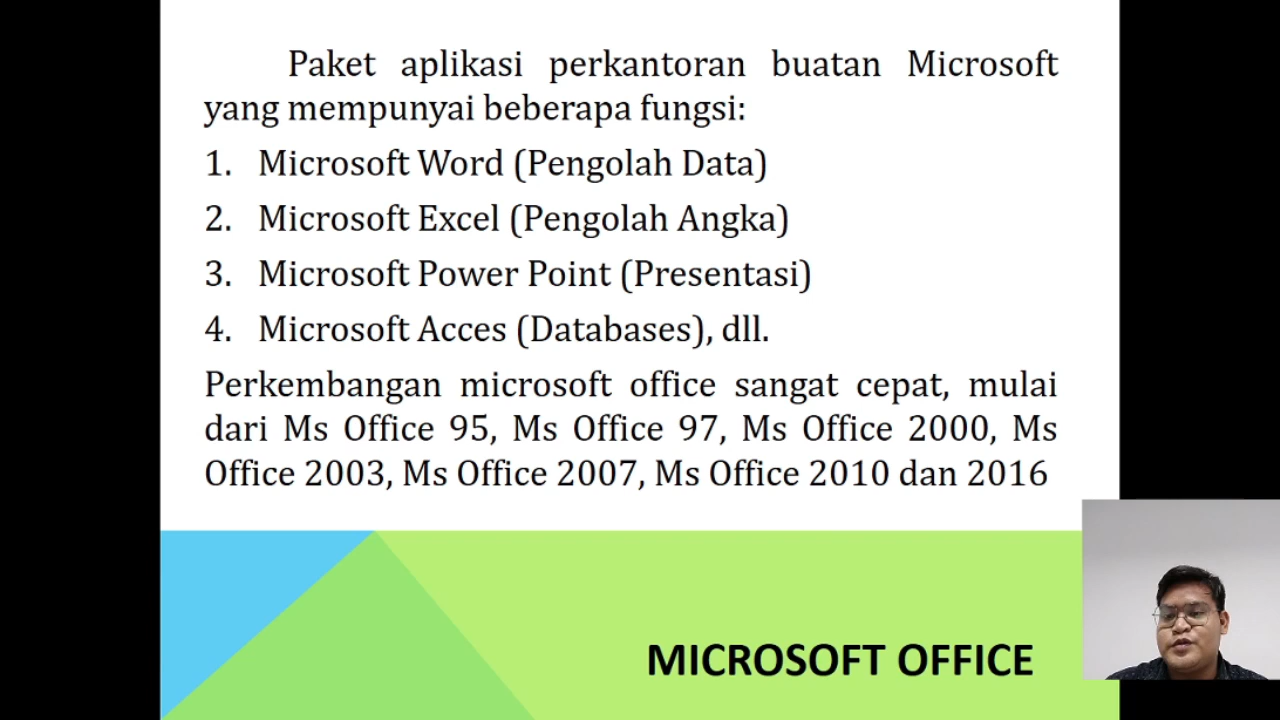 Paket aplikasi perkantoran buatan Microsoft
yang mempunyai beberapa fungsi:
1. Microsoft Word (Pengolah Data)
2. Microsoft Excel (Pengolah Angka)
3. Microsoft Power Point (Presentasi)
4. Microsoft Acces (Databases), dll.
Perkembangan microsoft office sangat cepat, mulai
dari Ms Office 95, Ms Office 97, Ms Office 2000, Ms
Office 2003, Ms Office 2007, Ms Office 2010 dan 2016
MICROSOFT OFFICE